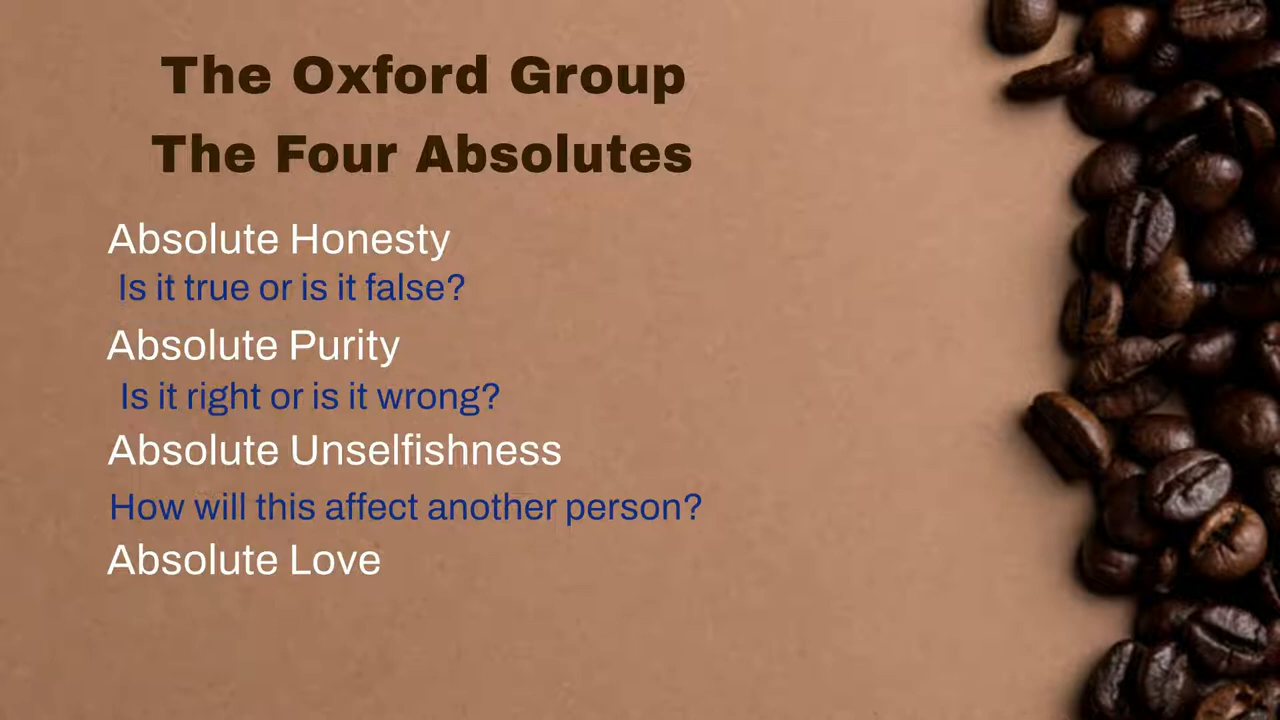 The Oxford Group
The Four Absolutes
Absolute Honesty
Is it true or is it false?
Absolute Purity
Is it right or is it wrong?
Absolute Unselfishness
How will this affect another person?
Absolute Love